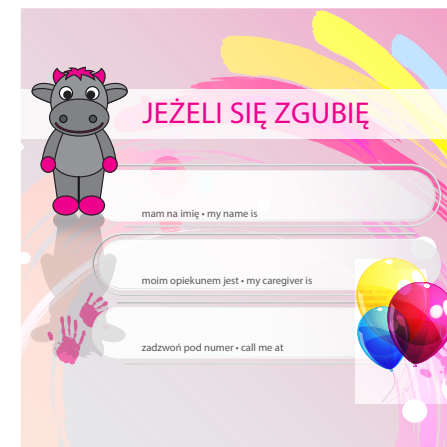 JEŻELI SIĘ ZGUBIĘ
mam na imię • my name is
moim opiekunem jest • my caregiver is
zadzwoń pod numer • call me at